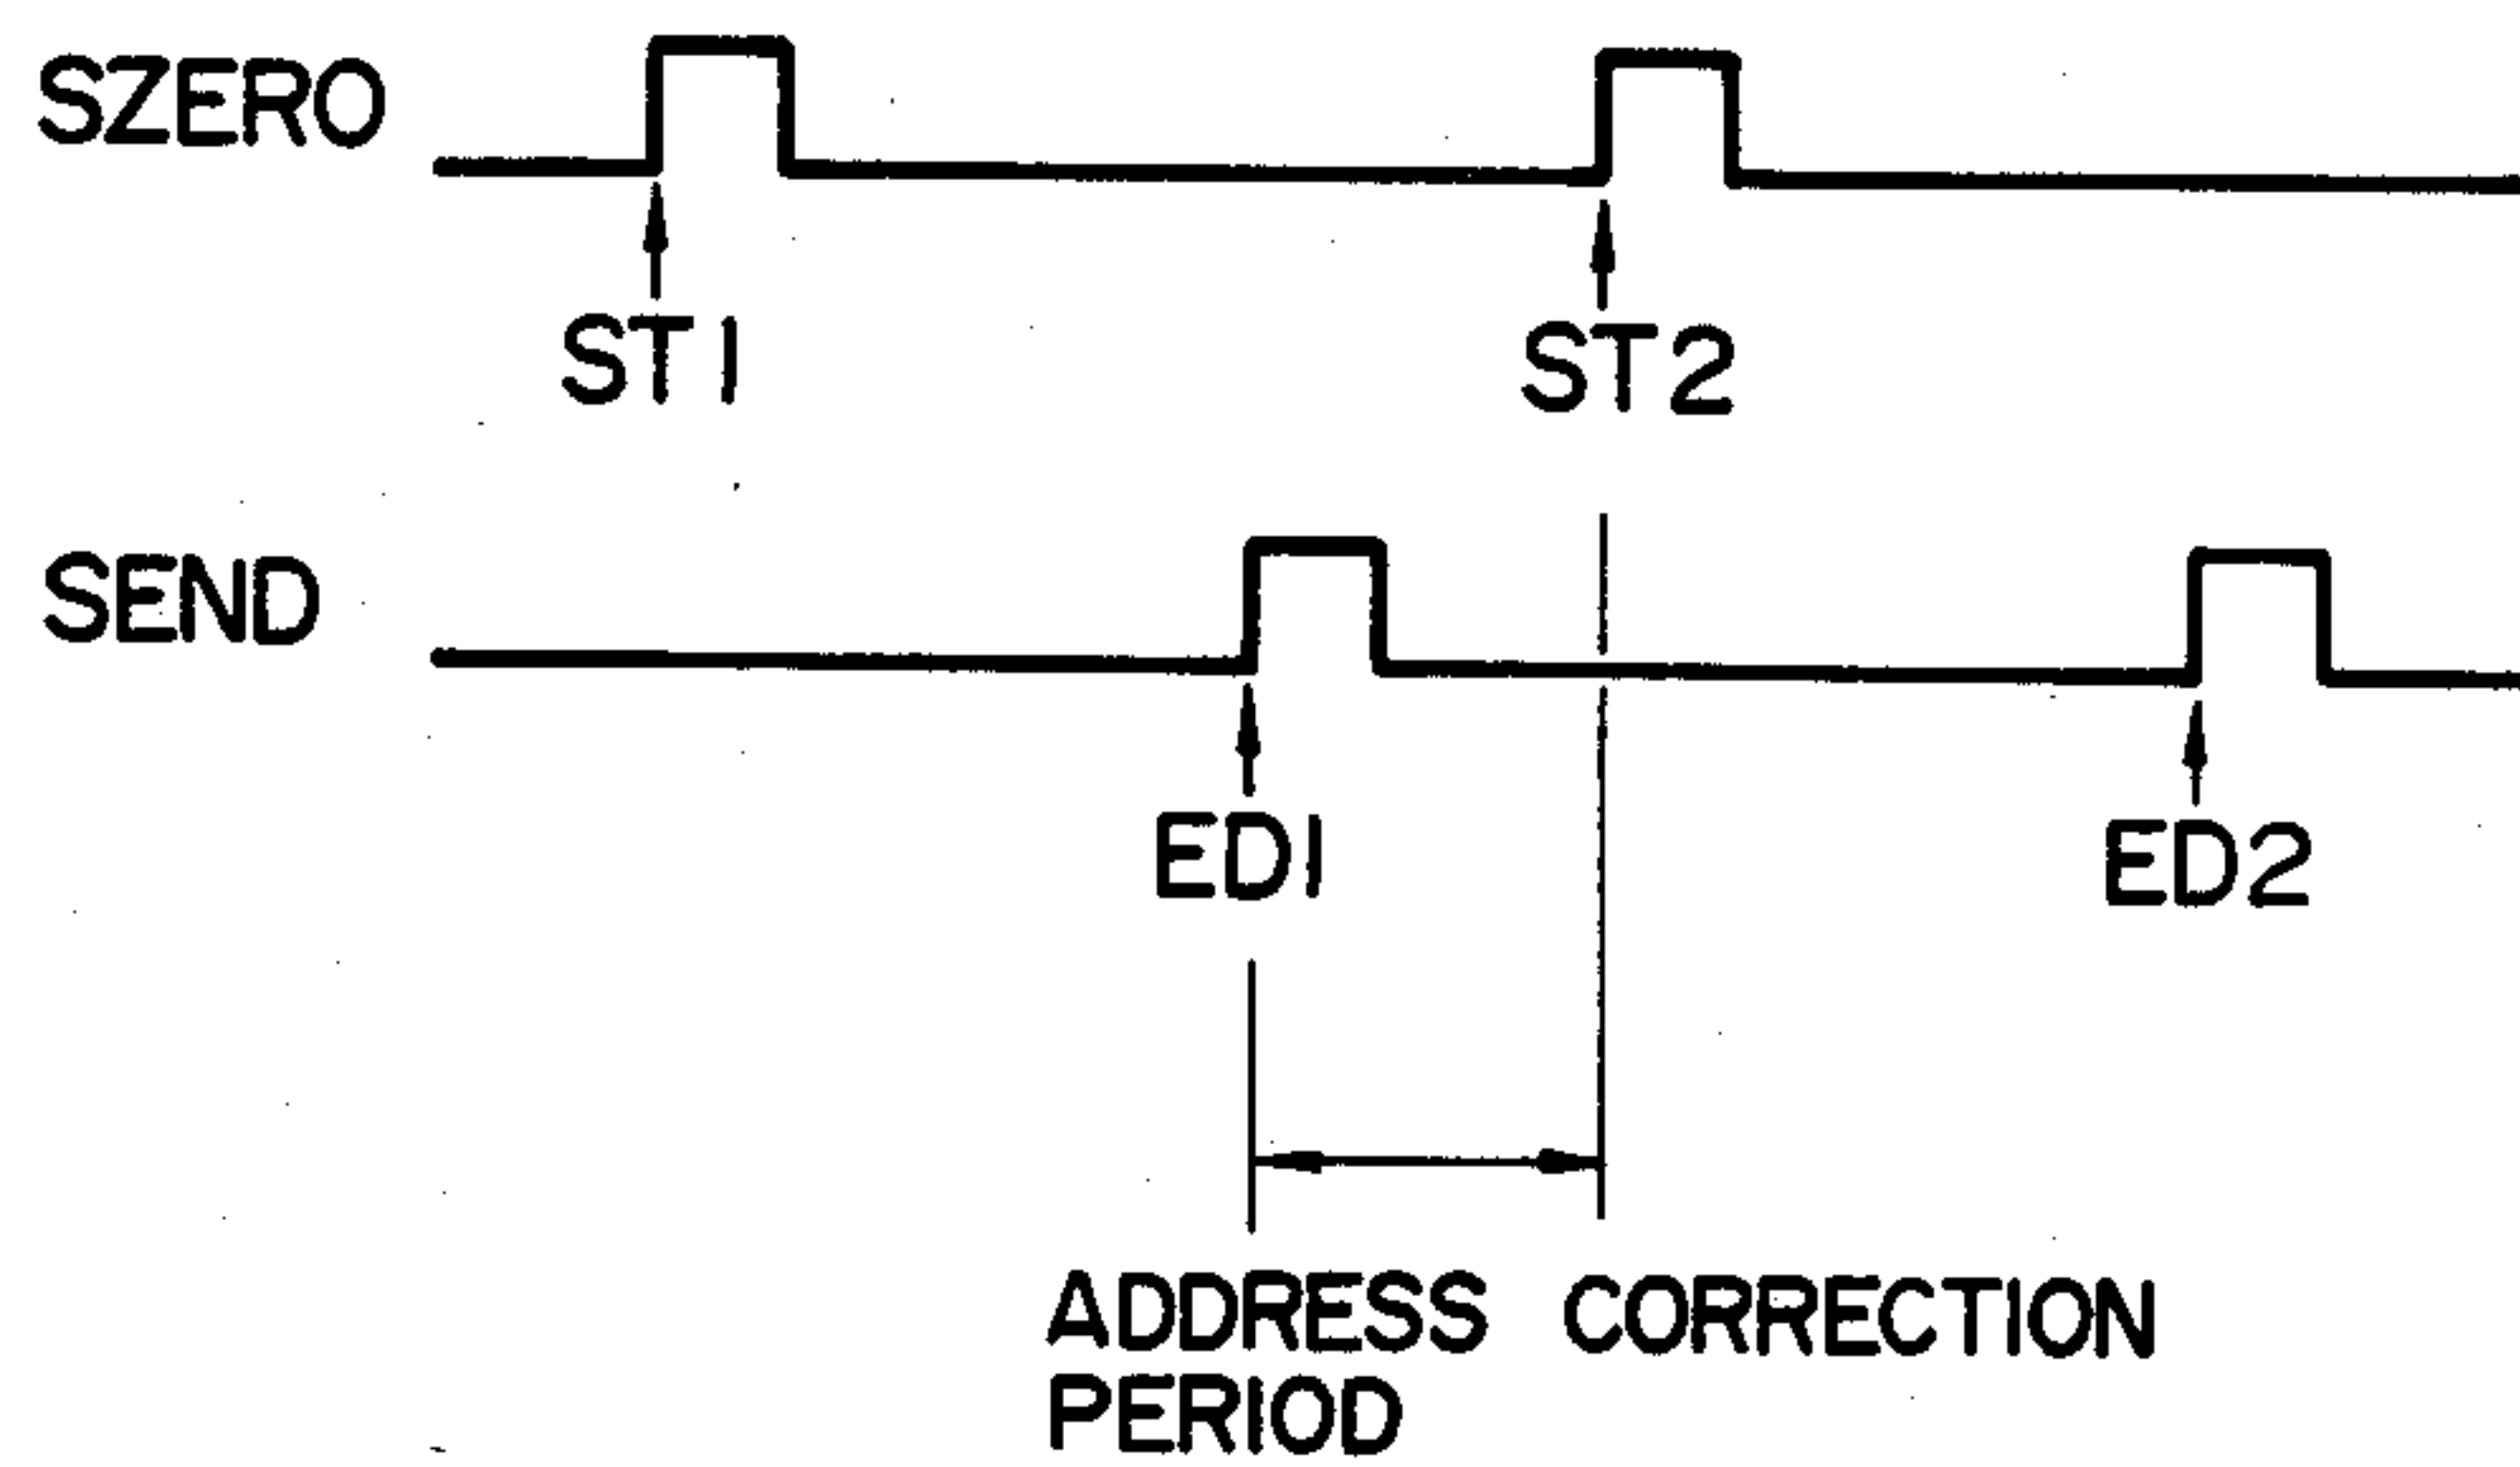 SZERO
ST1
ST2
SEND
ED1
ED2
ADDRESS CORRECTION
PERIOD